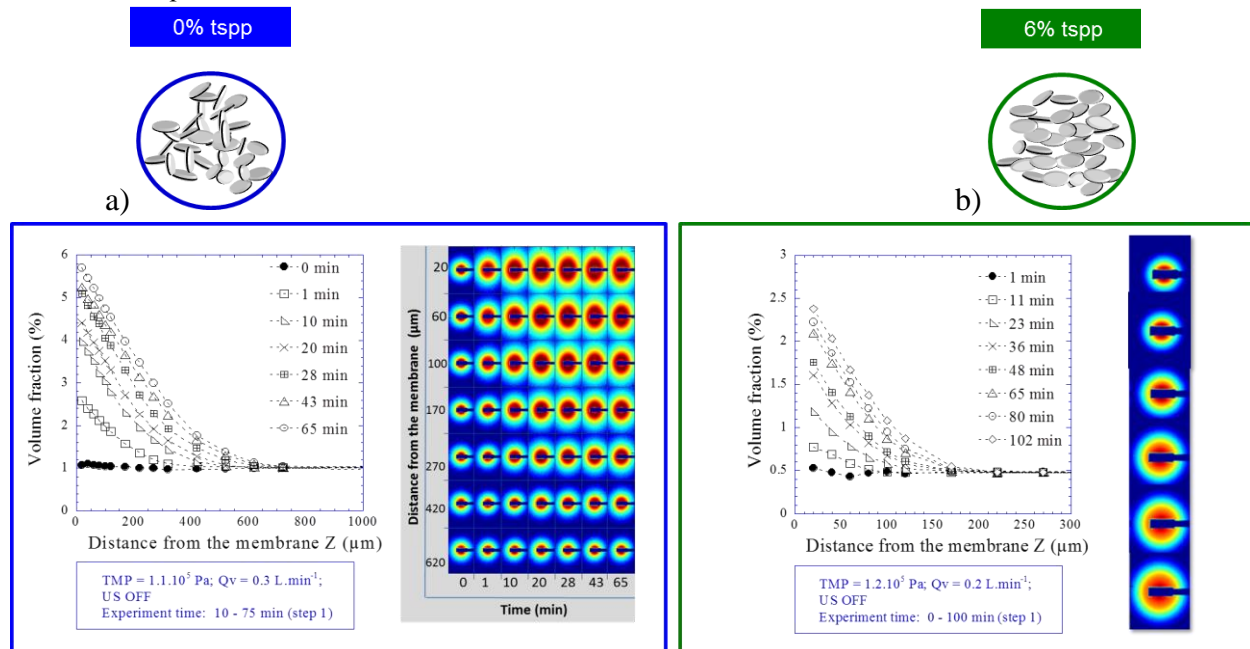 0% tspp
6% tspp
a)
b)
6
5
4
3
2
1
0
Volume fraction (%)
0 min
1 min
10 min
20 min
28 min
43 min
65 min
0 200 400 600 800 1000
Distance from the membrane Z (µm)
TMP = 1.1.10⁵ Pa; Qv = 0.3 L.min⁻¹;
US OFF
Experiment time: 10 - 75 min (step 1)
Distance from the membrane (µm)
20
60
100
170
270
420
620
0 1 10 20 28 43 65
Time (min)
3
2.5
2
1.5
1
0.5
0
Volume fraction (%)
1 min
11 min
23 min
36 min
48 min
65 min
80 min
102 min
0 50 100 150 200 250 300
Distance from the membrane Z (µm)
TMP = 1.2.10⁵ Pa; Qv = 0.2 L.min⁻¹;
US OFF
Experiment time: 0 - 100 min (step 1)